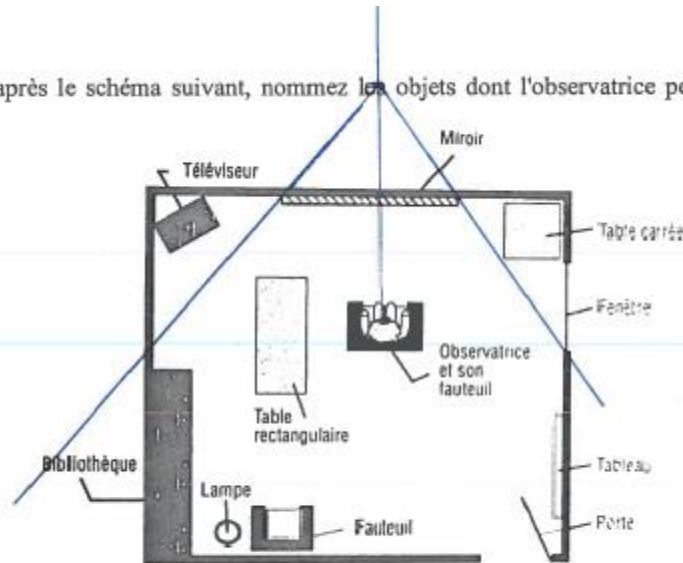 après le schéma suivant, nommez les objets dont l'observatrice pe
Miroir
Téléviseur
Table carrée
Fenêtre
Observatrice
et son
fauteuil
Table
rectangulaire
Bibliothèque
Lampe
Tableau
Fauteuil
Porte